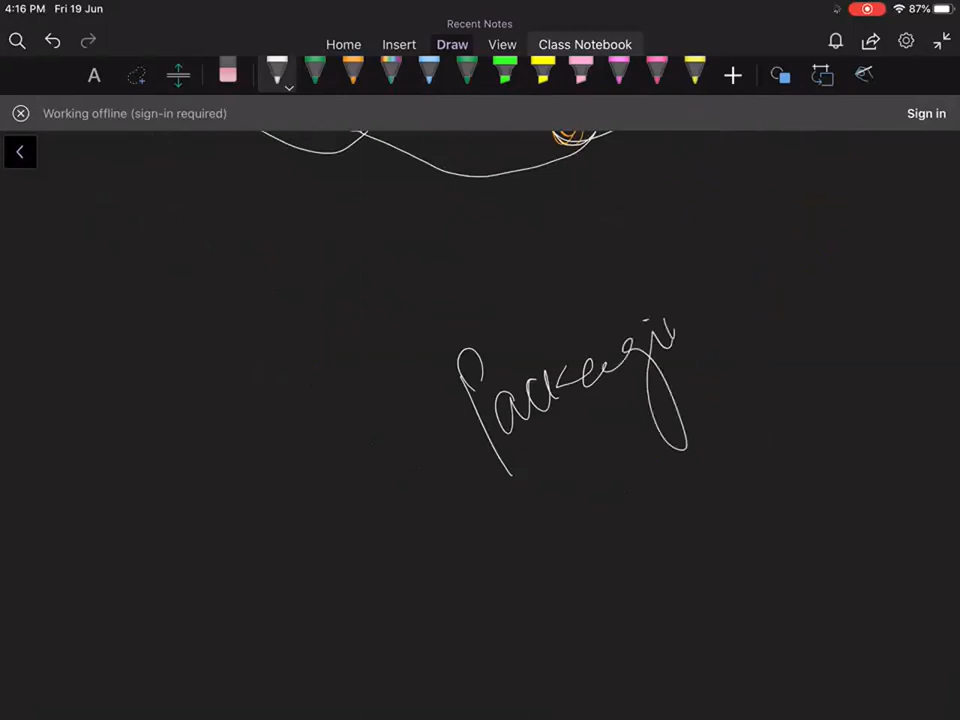 4:16 PM Fri 19 Jun
87%
Recent Notes
Home Insert Draw View Class Notebook
A
Working offline (sign-in required)
Sign in
Packagin